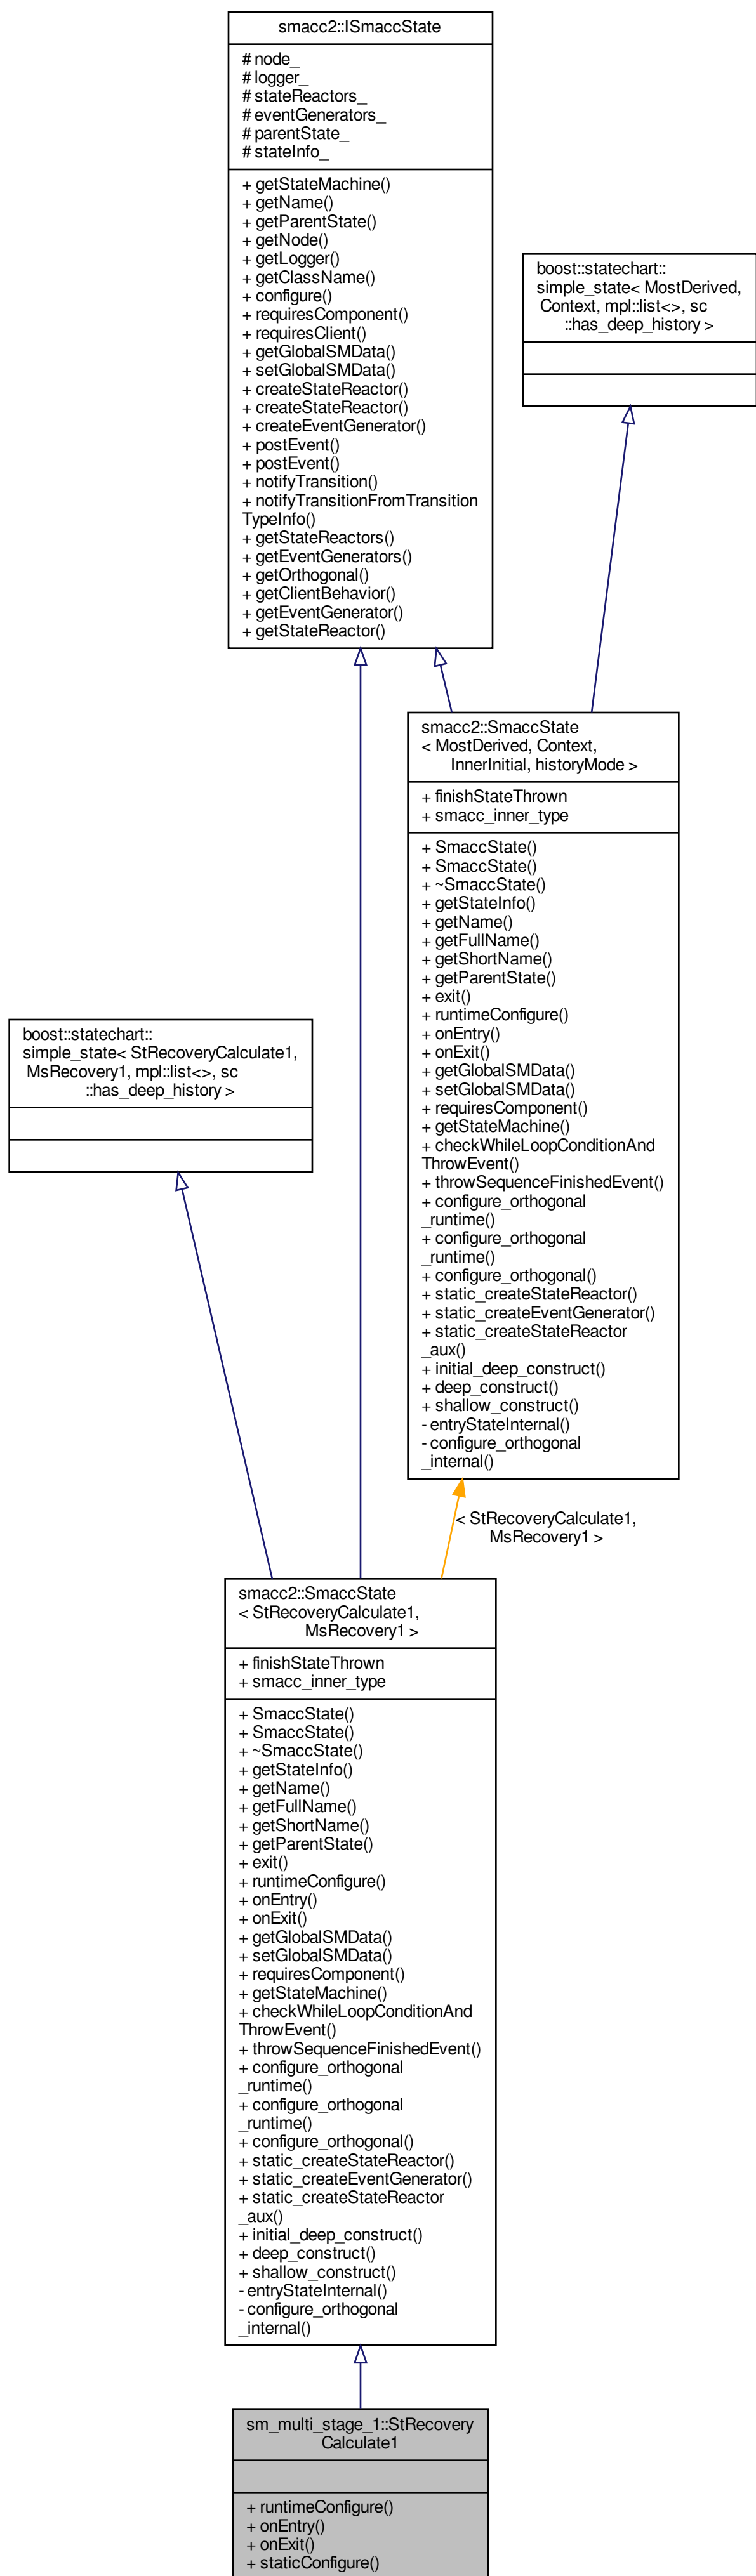 smacc2::ISmaccState
# node_
# logger_
# stateReactors_
# eventGenerators_
# parentState_
# stateInfo_
+ getStateMachine()
+ getName()
+ getParentState()
+ getNode()
+ getLogger()
+ getClassName()
+ configure()
+ requiresComponent()
+ requiresClient()
+ getGlobalSMData()
+ setGlobalSMData()
+ createStateReactor()
+ createStateReactor()
+ createEventGenerator()
+ postEvent()
+ postEvent()
+ notifyTransition()
+ notifyTransitionFromTransition
TypeInfo()
+ getStateReactors()
+ getEventGenerators()
+ getOrthogonal()
+ getClientBehavior()
+ getEventGenerator()
+ getStateReactor()
boost::statechart::
simple_state< MostDerived,
Context, mpl::list<>, sc
::has_deep_history >
smacc2::SmaccState
< MostDerived, Context,
InnerInitial, historyMode >
+ finishStateThrown
+ smacc_inner_type
+ SmaccState()
+ SmaccState()
+ ~SmaccState()
+ getStateInfo()
+ getName()
+ getFullName()
+ getShortName()
+ getParentState()
+ exit()
+ runtimeConfigure()
+ onEntry()
+ onExit()
+ getGlobalSMData()
+ setGlobalSMData()
+ requiresComponent()
+ getStateMachine()
+ checkWhileLoopConditionAnd
ThrowEvent()
+ throwSequenceFinishedEvent()
+ configure_orthogonal
_runtime()
+ configure_orthogonal
_runtime()
+ configure_orthogonal()
+ static_createStateReactor()
+ static_createEventGenerator()
+ static_createStateReactor
_aux()
+ initial_deep_construct()
+ deep_construct()
+ shallow_construct()
- entryStateInternal()
- configure_orthogonal
_internal()
boost::statechart::
simple_state< StRecoveryCalculate1,
MsRecovery1, mpl::list<>, sc
::has_deep_history >
< StRecoveryCalculate1,
MsRecovery1 >
smacc2::SmaccState
< StRecoveryCalculate1,
MsRecovery1 >
+ finishStateThrown
+ smacc_inner_type
+ SmaccState()
+ SmaccState()
+ ~SmaccState()
+ getStateInfo()
+ getName()
+ getFullName()
+ getShortName()
+ getParentState()
+ exit()
+ runtimeConfigure()
+ onEntry()
+ onExit()
+ getGlobalSMData()
+ setGlobalSMData()
+ requiresComponent()
+ getStateMachine()
+ checkWhileLoopConditionAnd
ThrowEvent()
+ throwSequenceFinishedEvent()
+ configure_orthogonal
_runtime()
+ configure_orthogonal
_runtime()
+ configure_orthogonal()
+ static_createStateReactor()
+ static_createEventGenerator()
+ static_createStateReactor
_aux()
+ initial_deep_construct()
+ deep_construct()
+ shallow_construct()
- entryStateInternal()
- configure_orthogonal
_internal()
sm_multi_stage_1::StRecovery
Calculate1
+ runtimeConfigure()
+ onEntry()
+ onExit()
+ staticConfigure()